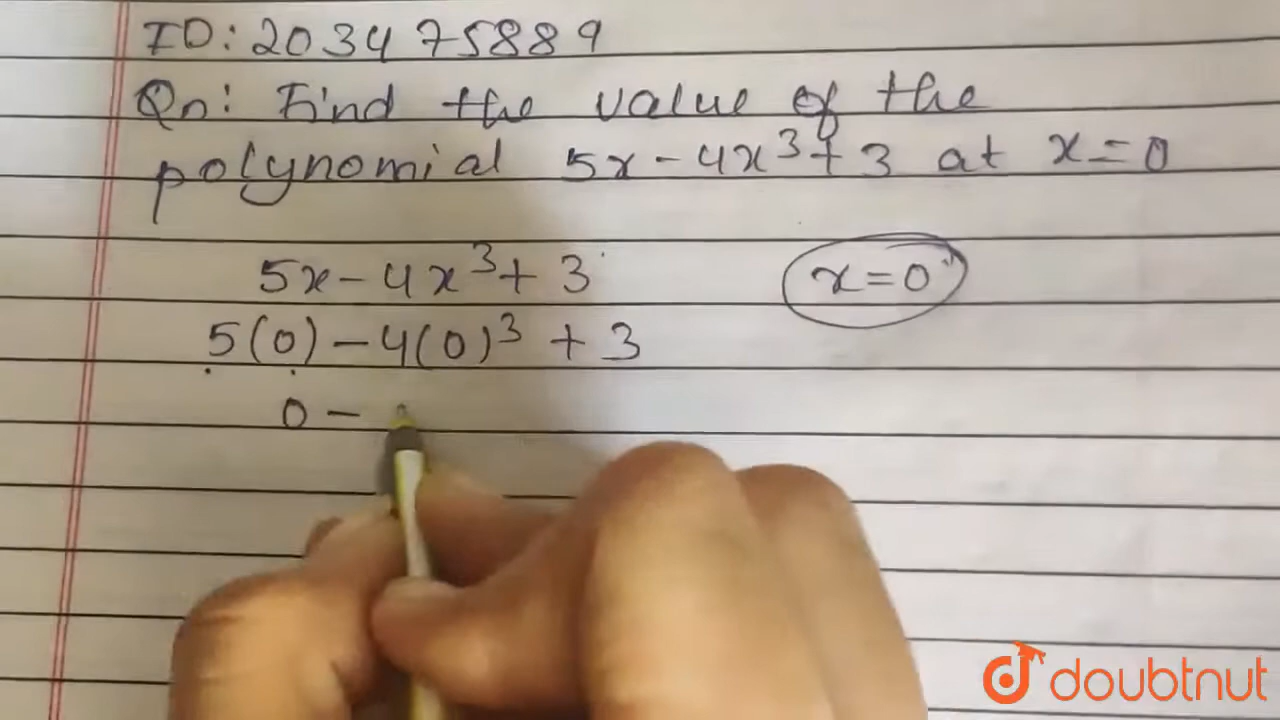 ID: 203475889
Qn: Find the value of the
polynomial 5x - 4x³ + 3 at x = 0
5x - 4x³ + 3 x = 0
5(0) - 4(0)³ + 3
0 -
doubtnut